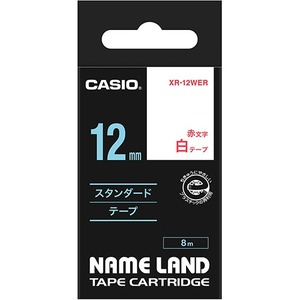 CASIO
XR-12WER
12mm
赤文字
白テープ
スタンダード
テープ
8m
NAME LAND
TAPE CARTRIDGE